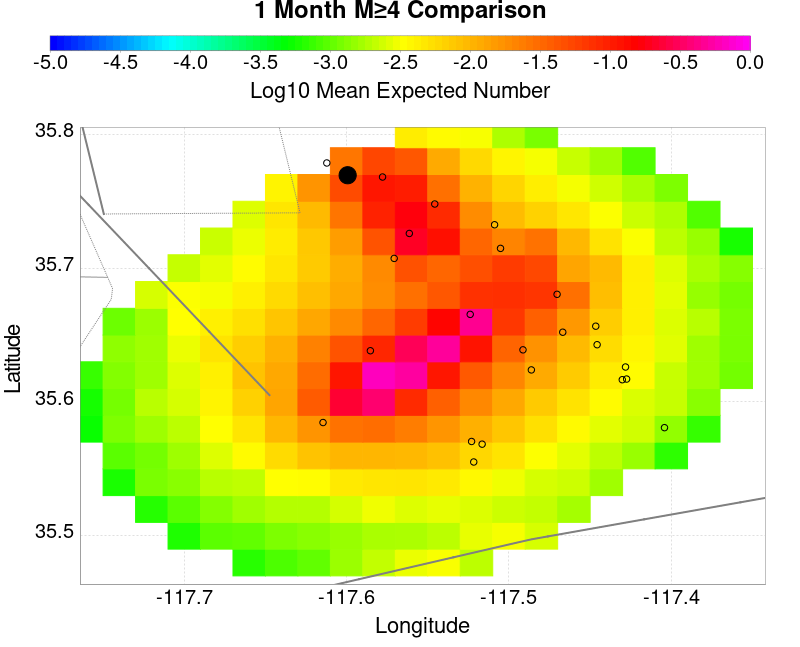 1 Month M≥4 Comparison
-5.0 -4.5 -4.0 -3.5 -3.0 -2.5 -2.0 -1.5 -1.0 -0.5 0.0
Log10 Mean Expected Number
35.8
35.7
35.6
35.5
Latitude
-117.7 -117.6 -117.5 -117.4
Longitude